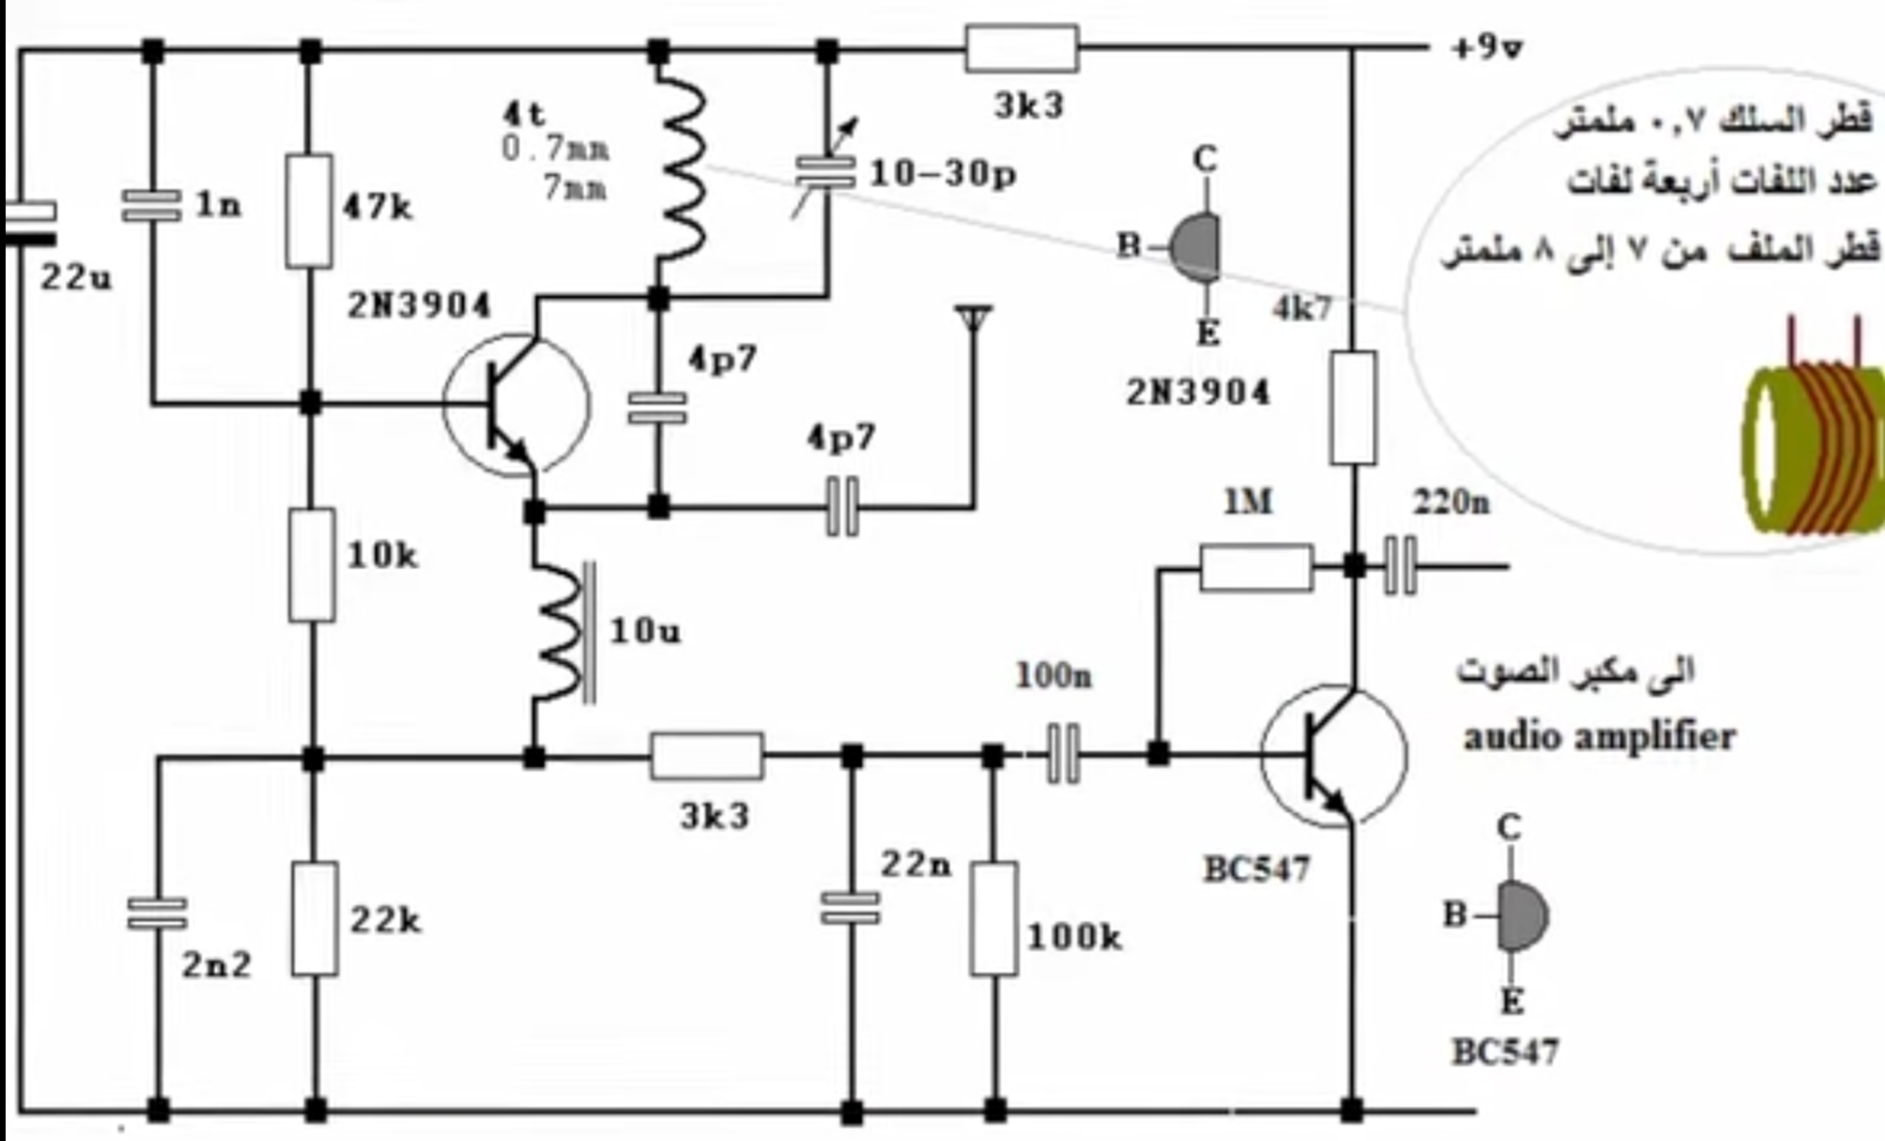 +9v
3k3
4t
0.7mm
7mm
10-30p
1n
47k
22u
2N3904
4p7
4p7
C
B
E
2N3904
4k7
قطر السلك ٠,٧ ملمتر
عدد اللفات أربعة لفات
قطر الملف من ٧ إلى ٨ ملمتر
1M
220n
10k
10u
100n
الى مكبر الصوت
audio amplifier
3k3
BC547
22n
22k
100k
2n2
C
B
E
BC547